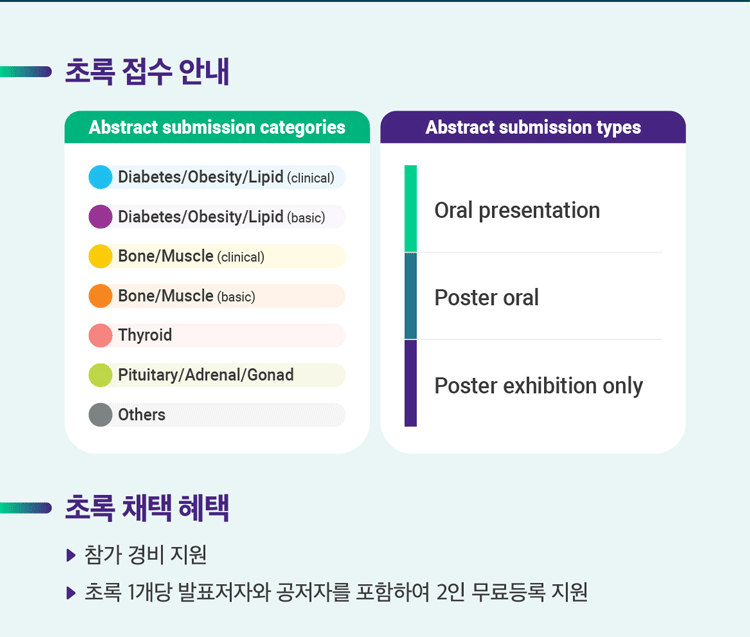 초록 접수 안내
Abstract submission categories
Diabetes/Obesity/Lipid (clinical)
Diabetes/Obesity/Lipid (basic)
Bone/Muscle (clinical)
Bone/Muscle (basic)
Thyroid
Pituitary/Adrenal/Gonad
Others
Abstract submission types
Oral presentation
Poster oral
Poster exhibition only
초록 채택 혜택
참가 경비 지원
초록 1개당 발표저자와 공저자를 포함하여 2인 무료등록 지원